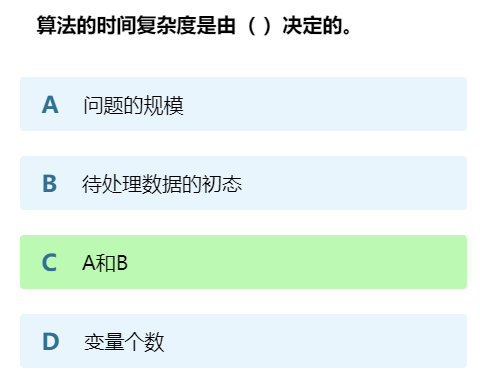 算法的时间复杂度是由（ ）决定的。
A 问题的规模
B 待处理数据的初态
C A和B
D 变量个数